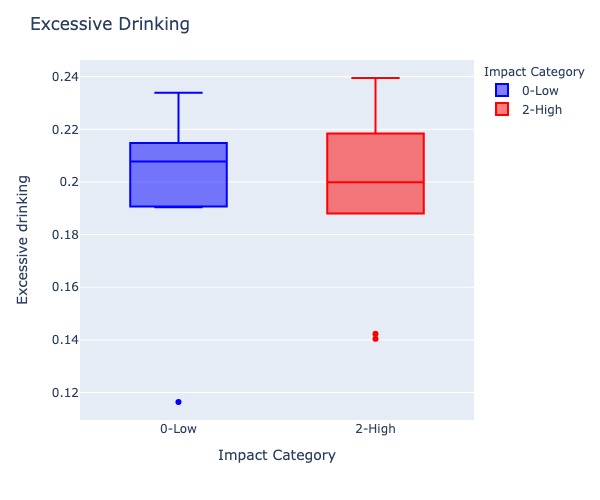 Excessive Drinking
Impact Category
0-Low
2-High
Excessive drinking
0.24
0.22
0.2
0.18
0.16
0.14
0.12
0-Low
2-High
Impact Category